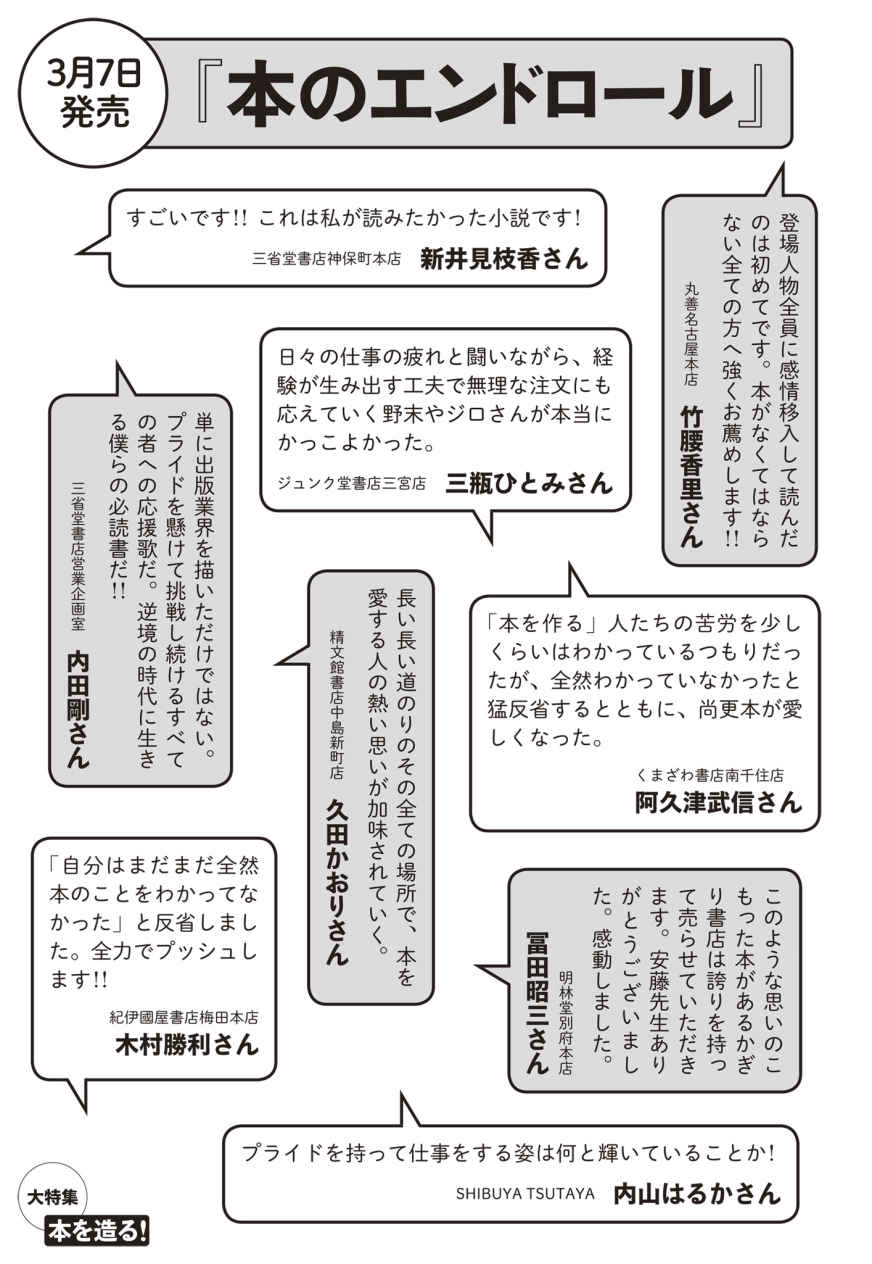 3月7日
発売
『本のエンドロール』
すごいです!! これは私が読みたかった小説です!
三省堂書店神保町本店 新井見枝香さん
登場人物全員に感情移入して読んだ
のは初めてです。本がなくてはなら
ない全ての方へ強くお薦めします!!
丸善名古屋本店 竹腰香里さん
日々の仕事の疲れと闘いながら、経
験が生み出す工夫で無理な注文にも
応えていく野末やジロさんが本当に
かっこよかった。
ジュンク堂書店三宮店 三瓶ひとみさん
単に出版業界を描いただけではない。
プライドを懸けて挑戦し続けるすべて
の者への応援歌だ。逆境の時代に生き
る僕らの必読書だ!!
三省堂書店営業企画室 内田剛さん
長い長い道のりのその全ての場所で、本を
愛する人の熱い思いが加味されていく。
精文館書店中島新町店 久田かおりさん
「本を作る」人たちの苦労を少し
くらいはわかっているつもりだっ
たが、全然わかっていなかったと
猛反省するとともに、尚更本が愛
しくなった。
くまざわ書店南千住店
阿久津武信さん
「自分はまだまだ全然
本のことをわかってな
かった」と反省しまし
た。全力でプッシュし
ます!!
紀伊國屋書店梅田本店
木村勝利さん
このような思いのこ
もった本があるかぎ
り書店は誇りを持っ
て売らせていただき
ます。安藤先生あり
がとうございまし
た。感動しました。
明林堂別府本店
冨田昭三さん
プライドを持って仕事をする姿は何と輝いていることか!
SHIBUYA TSUTAYA 内山はるかさん
大特集
本を造る!